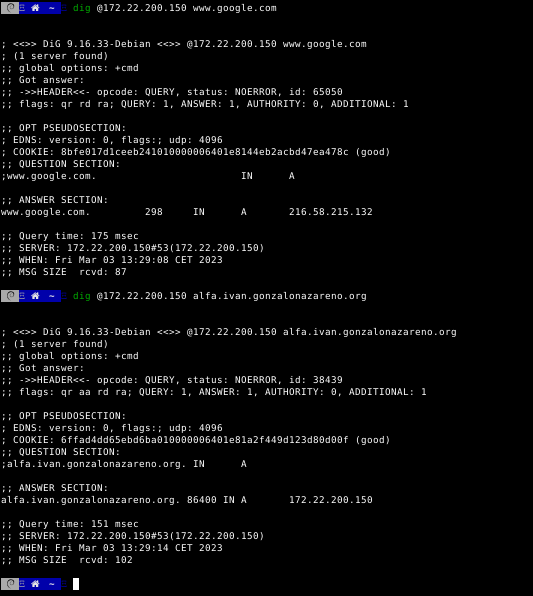 ~ dig @172.22.200.150 www.google.com
; <<>> DiG 9.16.33-Debian <<>> @172.22.200.150 www.google.com
; (1 server found)
;; global options: +cmd
;; Got answer:
;; ->>HEADER<<- opcode: QUERY, status: NOERROR, id: 65050
;; flags: qr rd ra; QUERY: 1, ANSWER: 1, AUTHORITY: 0, ADDITIONAL: 1
;; OPT PSEUDOSECTION:
; EDNS: version: 0, flags:; udp: 4096
; COOKIE: 8bfe017d1ceeb241010000006401e8144eb2acbd47ea478c (good)
;; QUESTION SECTION:
;www.google.com. IN A
;; ANSWER SECTION:
www.google.com. 298 IN A 216.58.215.132
;; Query time: 175 msec
;; SERVER: 172.22.200.150#53(172.22.200.150)
;; WHEN: Fri Mar 03 13:29:08 CET 2023
;; MSG SIZE rcvd: 87
~ dig @172.22.200.150 alfa.ivan.gonzalonazareno.org
; <<>> DiG 9.16.33-Debian <<>> @172.22.200.150 alfa.ivan.gonzalonazareno.org
; (1 server found)
;; global options: +cmd
;; Got answer:
;; ->>HEADER<<- opcode: QUERY, status: NOERROR, id: 38439
;; flags: qr aa rd ra; QUERY: 1, ANSWER: 1, AUTHORITY: 0, ADDITIONAL: 1
;; OPT PSEUDOSECTION:
; EDNS: version: 0, flags:; udp: 4096
; COOKIE: 6ffad4dd65ebd6ba010000006401e81a2f449d123d80d00f (good)
;; QUESTION SECTION:
;alfa.ivan.gonzalonazareno.org. IN A
;; ANSWER SECTION:
alfa.ivan.gonzalonazareno.org. 86400 IN A 172.22.200.150
;; Query time: 151 msec
;; SERVER: 172.22.200.150#53(172.22.200.150)
;; WHEN: Fri Mar 03 13:29:14 CET 2023
;; MSG SIZE rcvd: 102
~